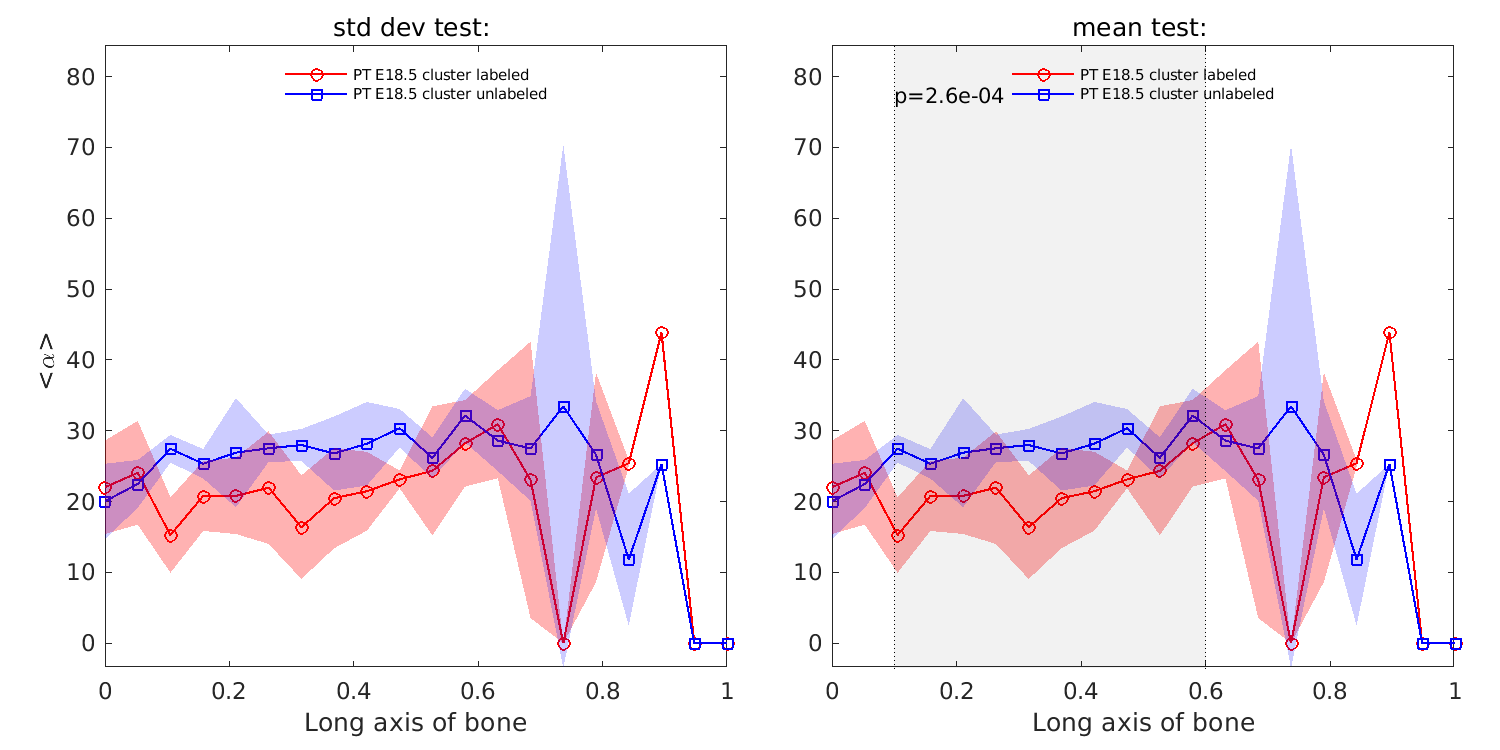 std dev test:
PT E18.5 cluster labeled
PT E18.5 cluster unlabeled
80
70
60
50
40
30
20
10
0
<α>
0 0.2 0.4 0.6 0.8 1
Long axis of bone
mean test:
PT E18.5 cluster labeled
PT E18.5 cluster unlabeled
p=2.6e-04
80
70
60
50
40
30
20
10
0
0 0.2 0.4 0.6 0.8 1
Long axis of bone